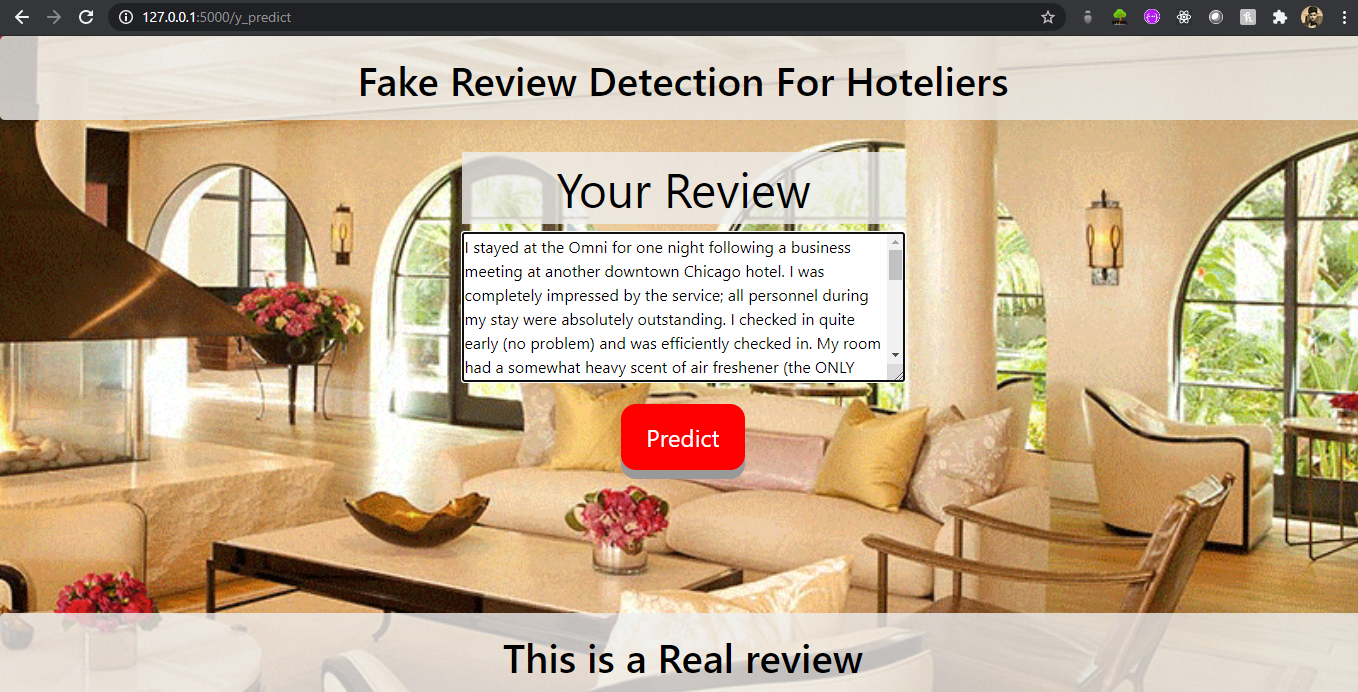 127.0.0.1:5000/y_predict
Fake Review Detection For Hoteliers
Your Review
I stayed at the Omni for one night following a business
meeting at another downtown Chicago hotel. I was
completely impressed by the service; all personnel during
my stay were absolutely outstanding. I checked in quite
early (no problem) and was efficiently checked in. My room
had a somewhat heavy scent of air freshener (the ONLY
Predict
This is a Real review